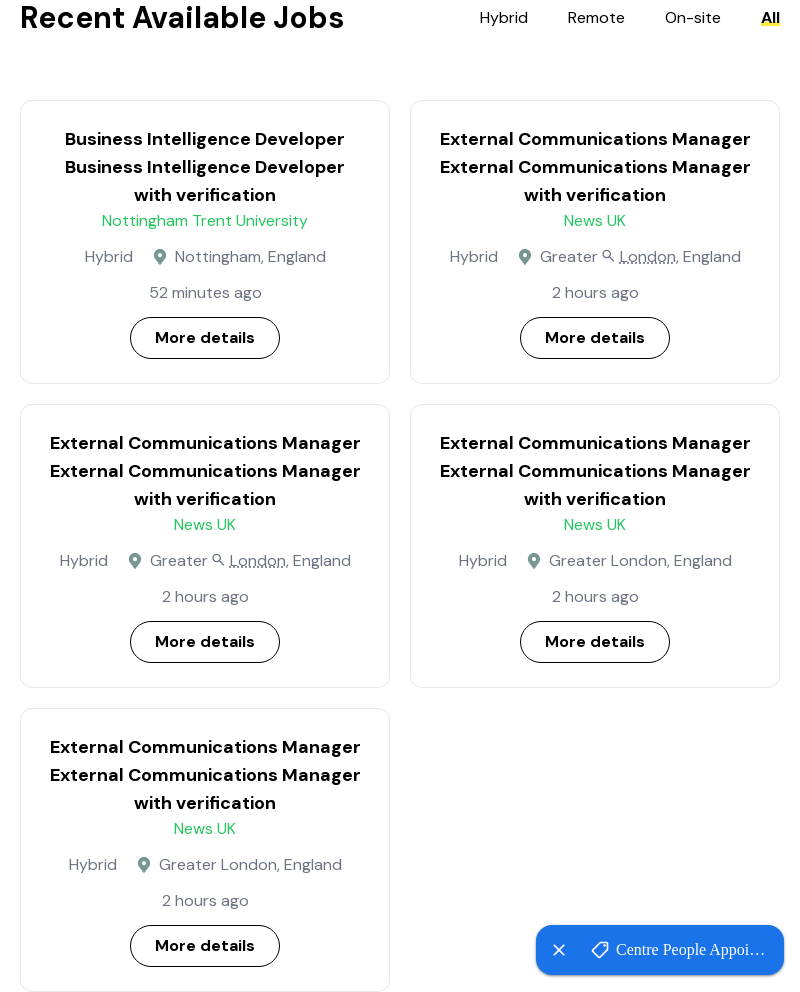 Recent Available Jobs
Hybrid Remote On-site All
Business Intelligence Developer
Business Intelligence Developer
with verification
Nottingham Trent University
Hybrid Nottingham, England
52 minutes ago
More details
External Communications Manager
External Communications Manager
with verification
News UK
Hybrid Greater London, England
2 hours ago
More details
External Communications Manager
External Communications Manager
with verification
News UK
Hybrid Greater London, England
2 hours ago
More details
External Communications Manager
External Communications Manager
with verification
News UK
Hybrid Greater London, England
2 hours ago
More details
External Communications Manager
External Communications Manager
with verification
News UK
Hybrid Greater London, England
2 hours ago
More details
Centre People Appoi...